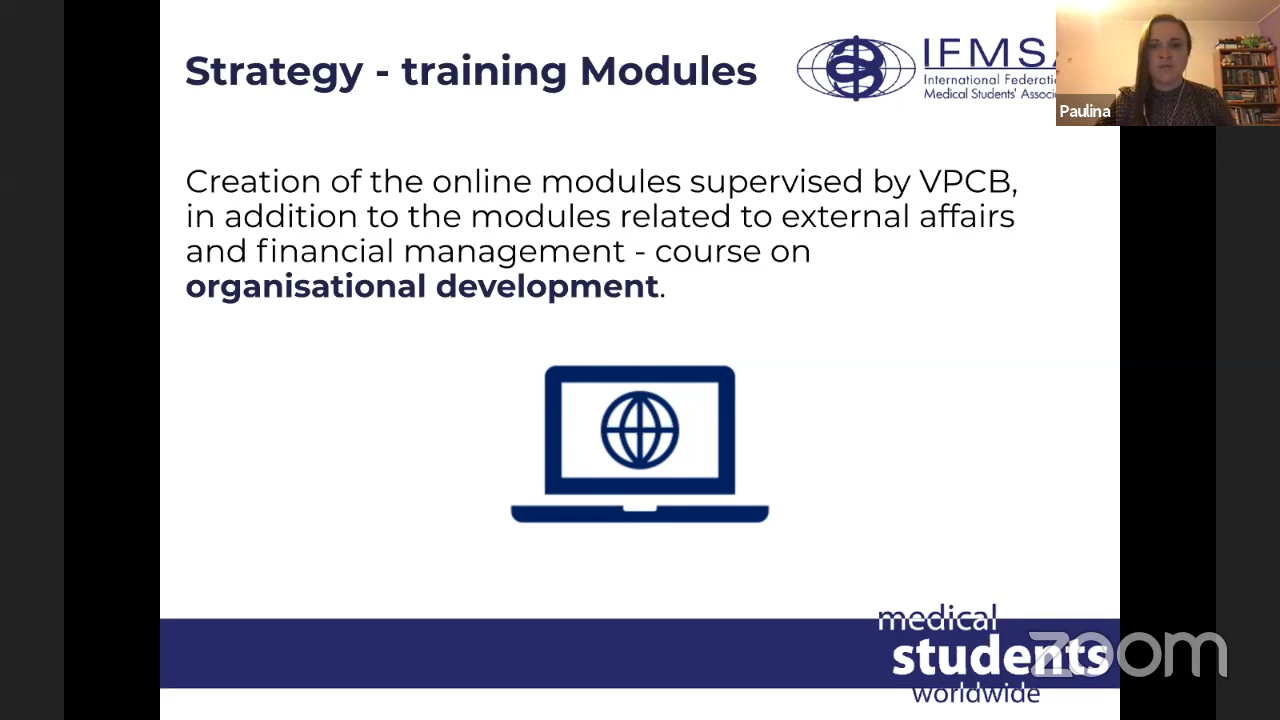 Strategy - training Modules
IFMSA
International Federati
Medical Students' Associ
Paulina
Creation of the online modules supervised by VPCB,
in addition to the modules related to external affairs
and financial management - course on
organisational development.
medical
students
worldwide
zoom